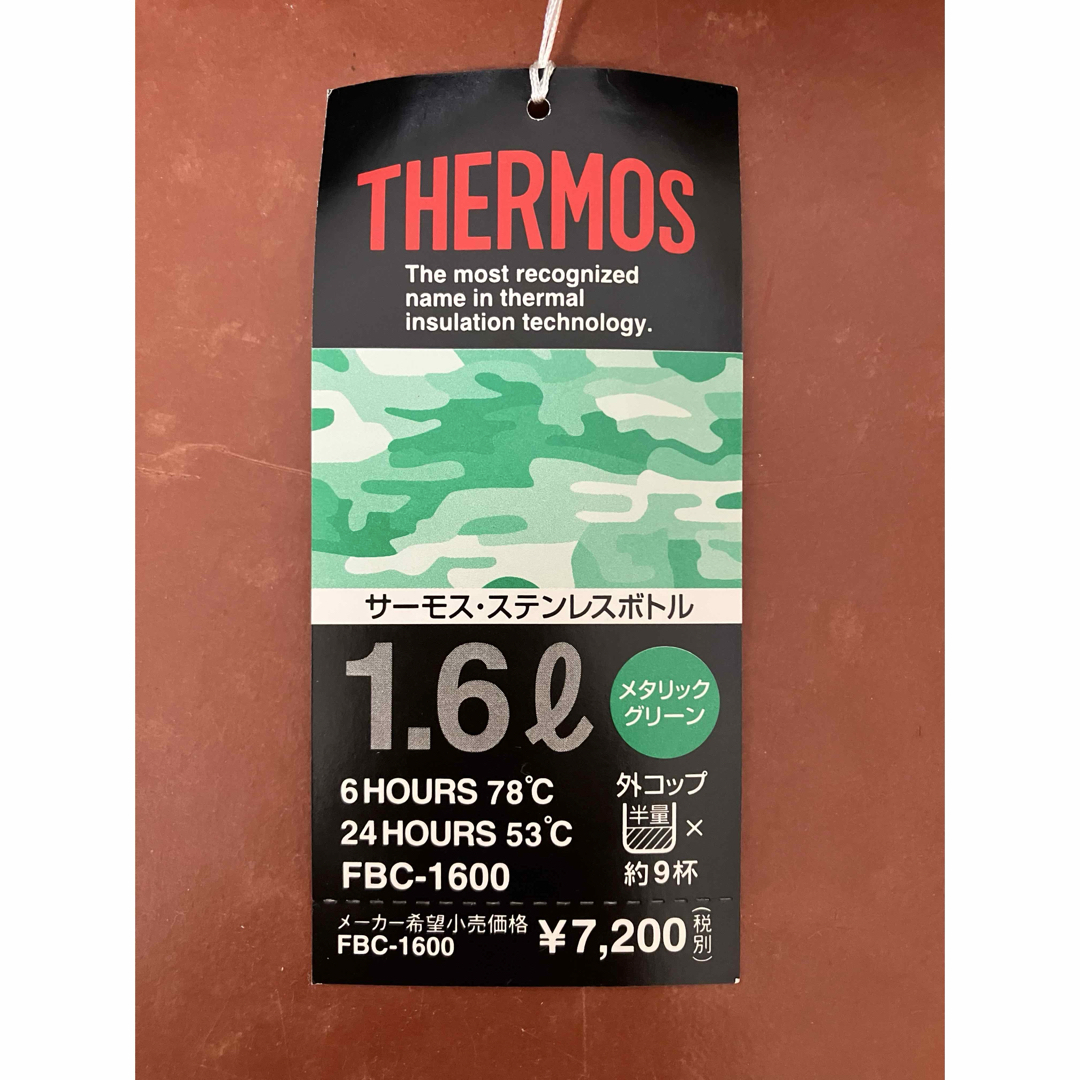 THERMOS
The most recognized
name in thermal
insulation technology.
サーモス・ステンレスボトル
1.6ℓ
メタリック
グリーン
6 HOURS 78℃
24 HOURS 53℃
FBC-1600
外コップ
半量 ×
約9杯
メーカー希望小売価格
FBC-1600
¥7,200(税別)